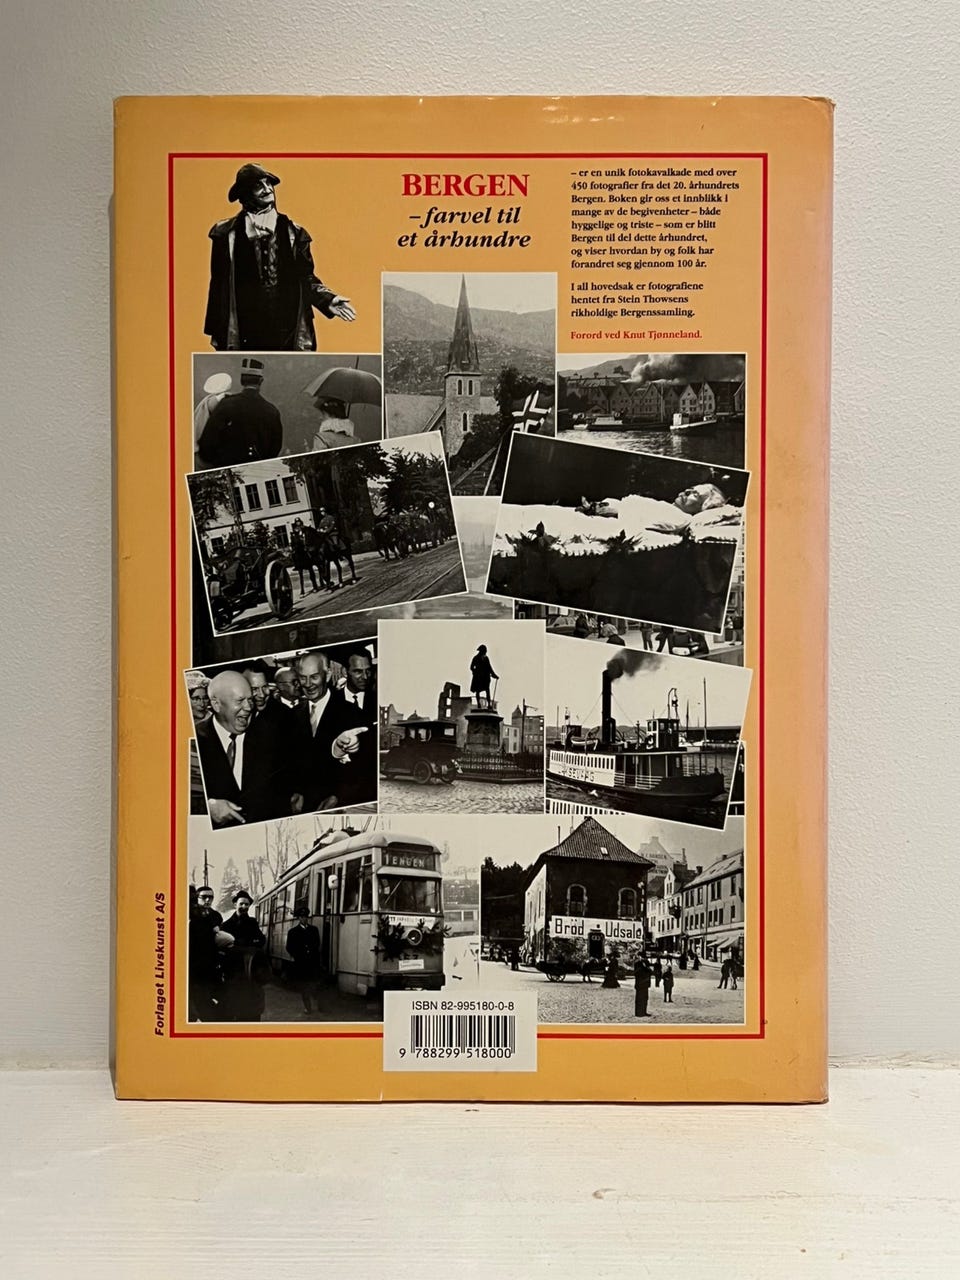 BERGEN
– farvel til
et århundre
– er en unik fotokavalkade med over
450 fotografier fra det 20. århundrets
Bergen. Boken gir oss et innblikk i
mange av de begivenheter – både
hyggelige og triste – som er blitt
Bergen til del dette århundret,
og viser hvordan by og folk har
forandret seg gjennom 100 år.
I all hovedsak er fotografiene
hentet fra Stein Thowsens
rikholdige Bergenssamling.
Forord ved Knut Tjønneland.
1 ENGEN
Bröd Udsalg
Forlaget Livskunst A/S
ISBN 82-995180-0-8
9 788299 518000